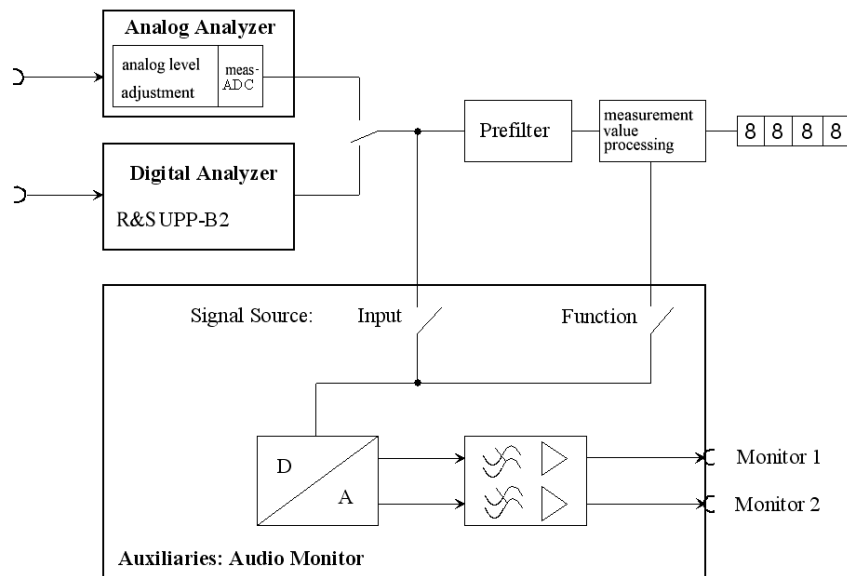 Analog Analyzer
analog level
adjustment
meas-
ADC
Digital Analyzer
R&SUPP-B2
Prefilter
measurement
value
processing
8 8 8 8
Signal Source: Input Function
D
A
Monitor 1
Monitor 2
Auxiliaries: Audio Monitor